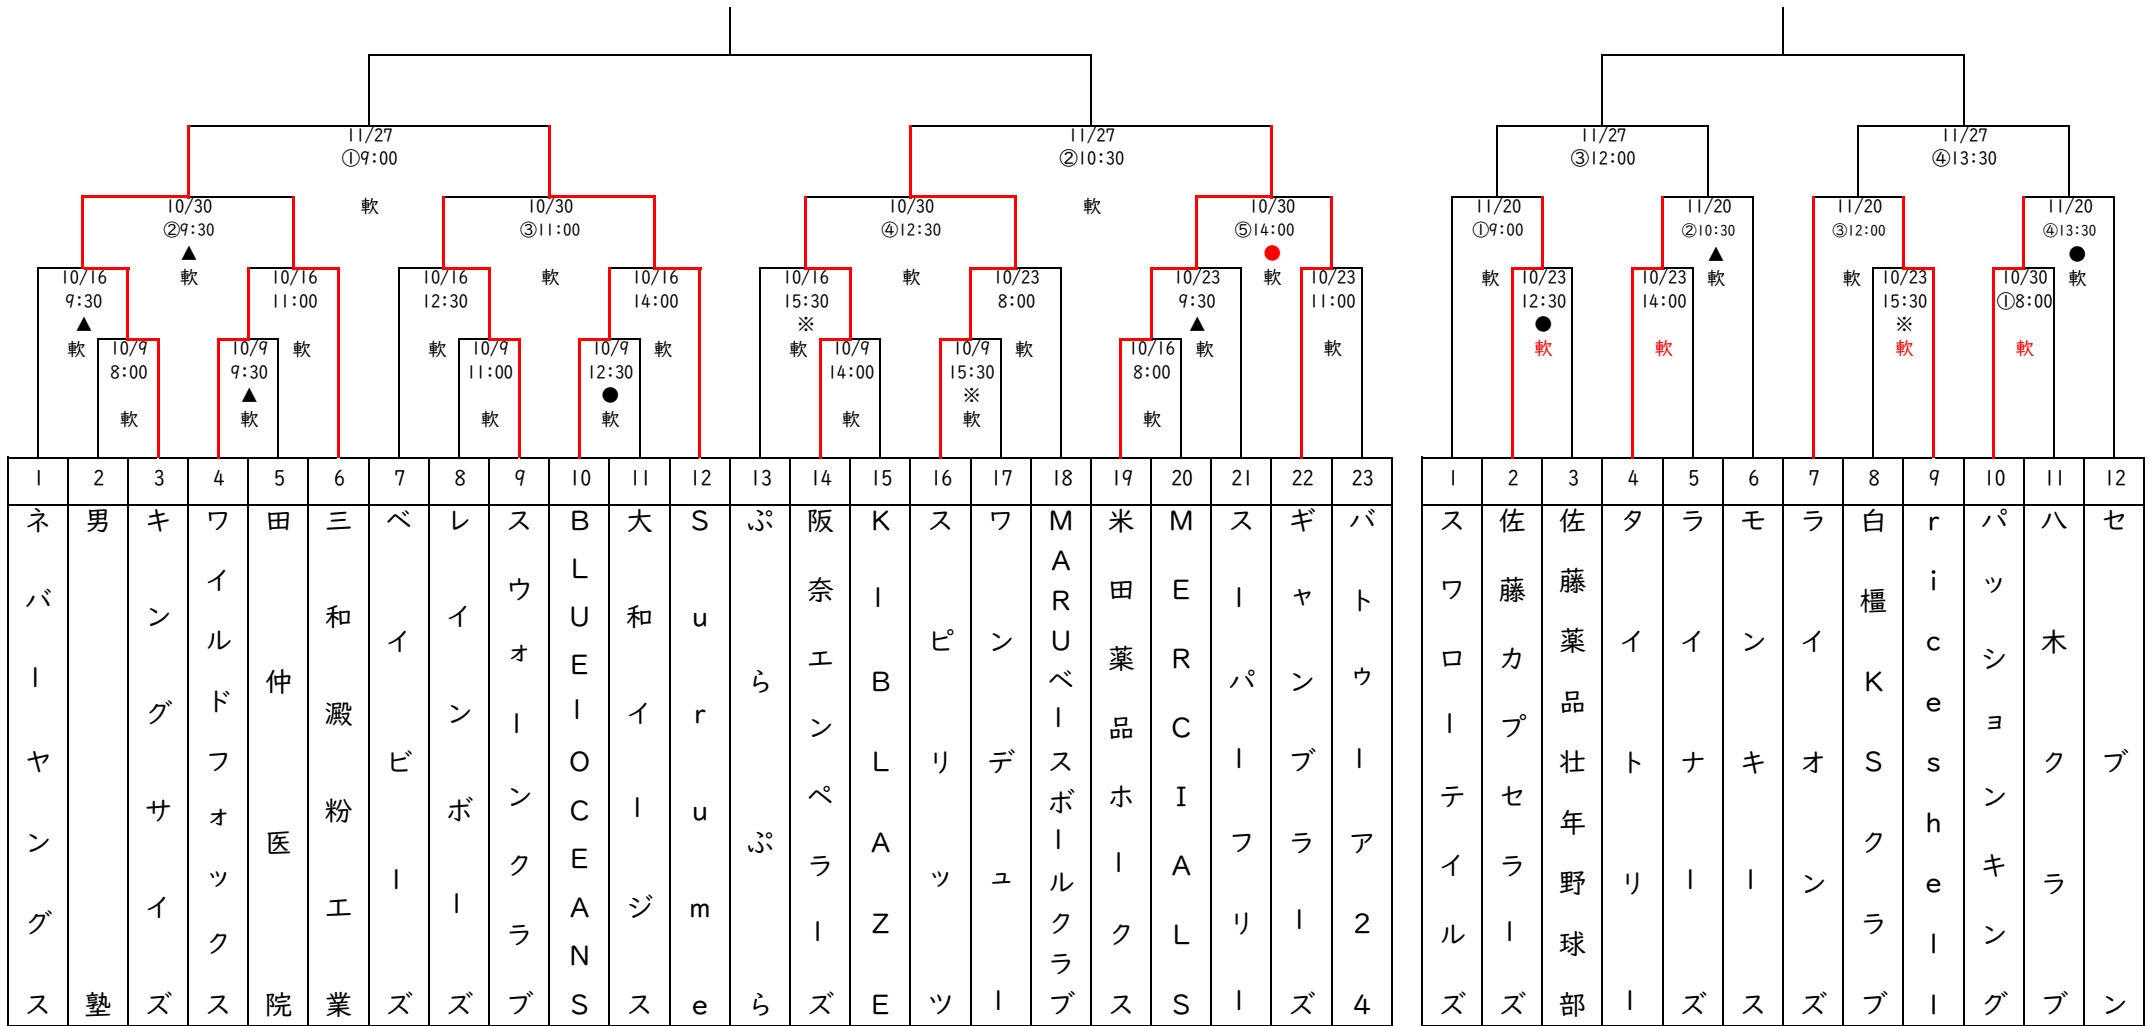 11/27 11/27 11/27 11/27
①9:00 ②10:30 ③12:00 ④13:30
10/30 軟 10/30 10/30 軟 10/30 11/20 11/20 11/20 11/20
②9:30 ③11:00 ④12:30 ⑤14:00 ①9:00 ②10:30 ③12:00 ④13:30
▲ ● ▲ ●
10/16 軟 10/16 10/16 軟 10/16 10/16 軟 10/23 10/23 軟 10/23 軟 10/23 10/23 軟 軟 10/23 10/30 軟
9:30 11:00 12:30 14:00 15:30 8:00 9:30 11:00 12:30 14:00 15:30 ①8:00
▲ ※ ▲ ● ※
軟 10/9 10/9 軟 軟 10/9 10/9 軟 軟 10/9 10/9 軟 10/16 軟 軟 軟 軟 軟 軟
8:00 9:30 11:00 12:30 14:00 15:30 8:00
▲ ● ※
軟 軟 軟 軟 軟 軟 軟
1 2 3 4 5 6 7 8 9 10 11 12 13 14 15 16 17 18 19 20 21 22 23
ネバーヤングス
男塾
キングサイズ
ワイルドフォックス
田仲医院
三和澱粉工業
ベイビーズ
レインボーズ
スウォーンクラブ
BLUEIOCEANS
大和イージス
Surume
ぷらぷら
阪奈エンペラーズ
KIBLAZE
スピリッツ
ワンデュー
MARUベースボールクラブ
米田薬品ホークス
MERCIALS
スーパーフリー
ギャンブラーズ
バトゥーア24
1 2 3 4 5 6 7 8 9 10 11 12
スワローテイルズ
佐藤カプセラーズ
佐藤薬品壮年野球部
タイトリー
ライナーズ
モンキース
ライオンズ
白橿KSクラブ
riceshell
パッションキング
八木クラブ
セブン